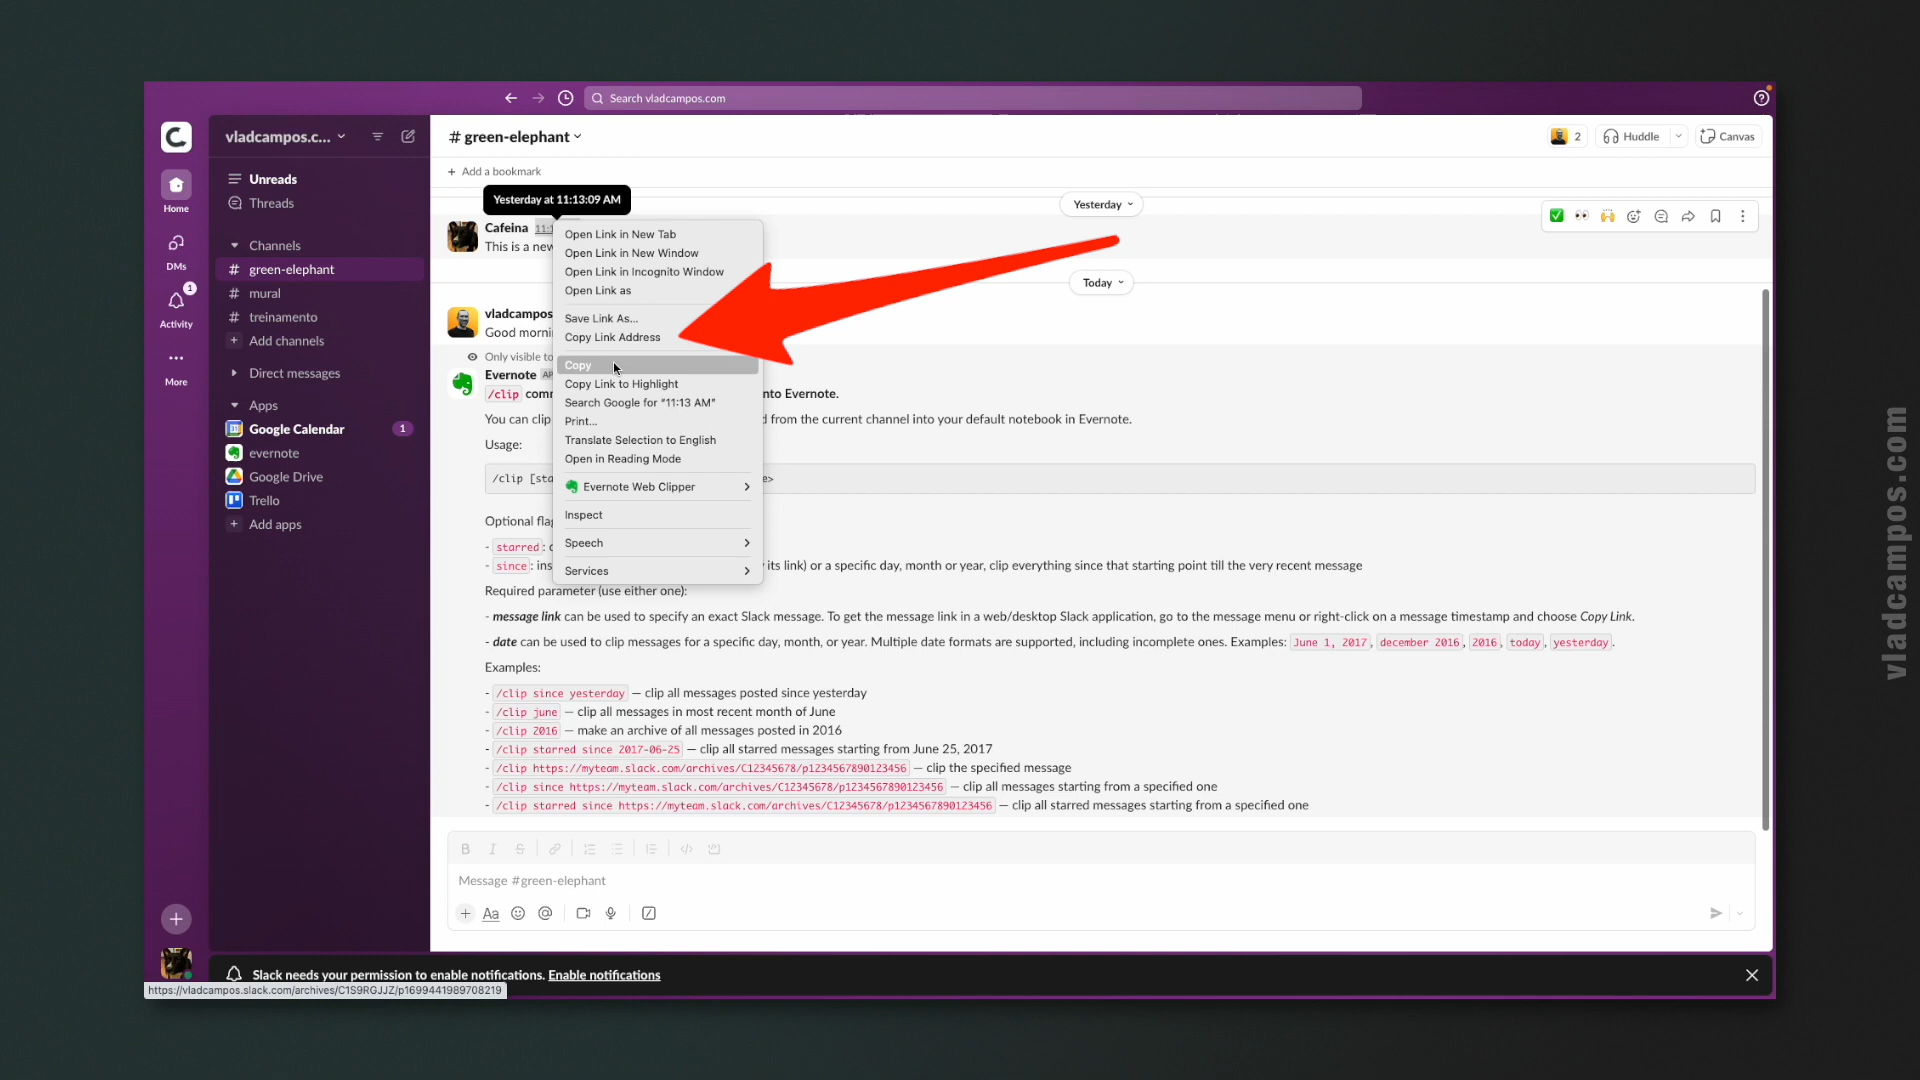 Search vladcampos.com
vladcampos.c...
# green-elephant
2
Huddle
Canvas
+ Add a bookmark
Home
DMs
1
Activity
More
Unreads
Threads
Channels
# green-elephant
# mural
# treinamento
+ Add channels
Direct messages
Apps
Google Calendar 1
evernote
Google Drive
Trello
+ Add apps
Yesterday at 11:13:09 AM
Yesterday
Cafeina
This is a new
Today
vladcampos
Good morni
Only visible to
Evernote
/clip
nto Evernote.
You can clip
d from the current channel into your default notebook in Evernote.
Usage:
/clip [sta
e>
Optional flag
- starred:
- since: ins
its link) or a specific day, month or year, clip everything since that starting point till the very recent message
Open Link in New Tab
Open Link in New Window
Open Link in Incognito Window
Open Link as
Save Link As...
Copy Link Address
Copy
Copy Link to Highlight
Search Google for “11:13 AM”
Print...
Translate Selection to English
Open in Reading Mode
Evernote Web Clipper
Inspect
Speech
Services
Required parameter (use either one):
- message link can be used to specify an exact Slack message. To get the message link in a web/desktop Slack application, go to the message menu or right-click on a message timestamp and choose Copy Link.
- date can be used to clip messages for a specific day, month, or year. Multiple date formats are supported, including incomplete ones. Examples: June 1, 2017, december 2016, 2016, today, yesterday.
Examples:
- /clip since yesterday — clip all messages posted since yesterday
- /clip june — clip all messages in most recent month of June
- /clip 2016 — make an archive of all messages posted in 2016
- /clip starred since 2017-06-25 — clip all starred messages starting from June 25, 2017
- /clip https://myteam.slack.com/archives/C12345678/p1234567890123456 — clip the specified message
- /clip since https://myteam.slack.com/archives/C12345678/p1234567890123456 — clip all messages starting from a specified one
- /clip starred since https://myteam.slack.com/archives/C12345678/p1234567890123456 — clip all starred messages starting from a specified one
Message #green-elephant
Aa
Slack needs your permission to enable notifications. Enable notifications
https://vladcampos.slack.com/archives/C1S9RGJJZ/p1699441989708219
vladcampos.com